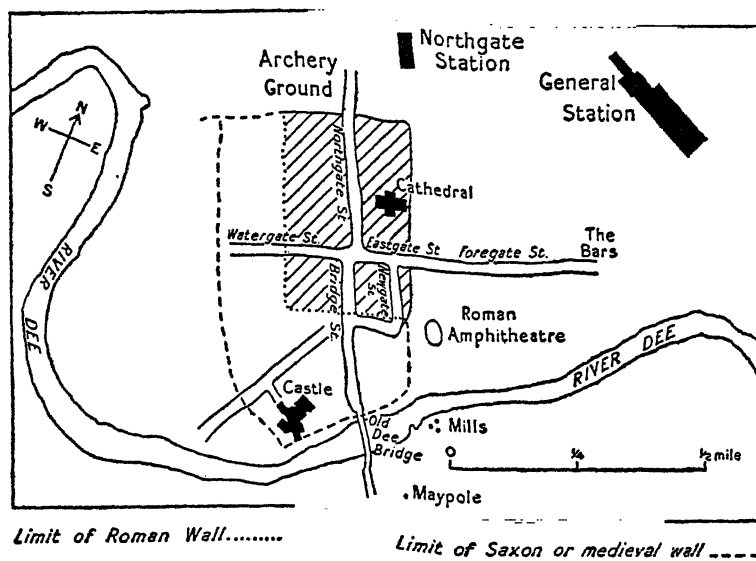 Northgate
Station
Archery
Ground
General
Station
N
W
E
S
Northgate St.
Cathedral
Watergate St.
Eastgate St
Foregate St.
The
Bars
Newgate
St.
Bridge St.
Roman
Amphitheatre
RIVER
DEE
RIVER DEE
Castle
Old
Dee
Bridge
Mills
0
1/4
1/2 mile
Maypole
Limit of Roman Wall.........
Limit of Saxon or medieval wall ----